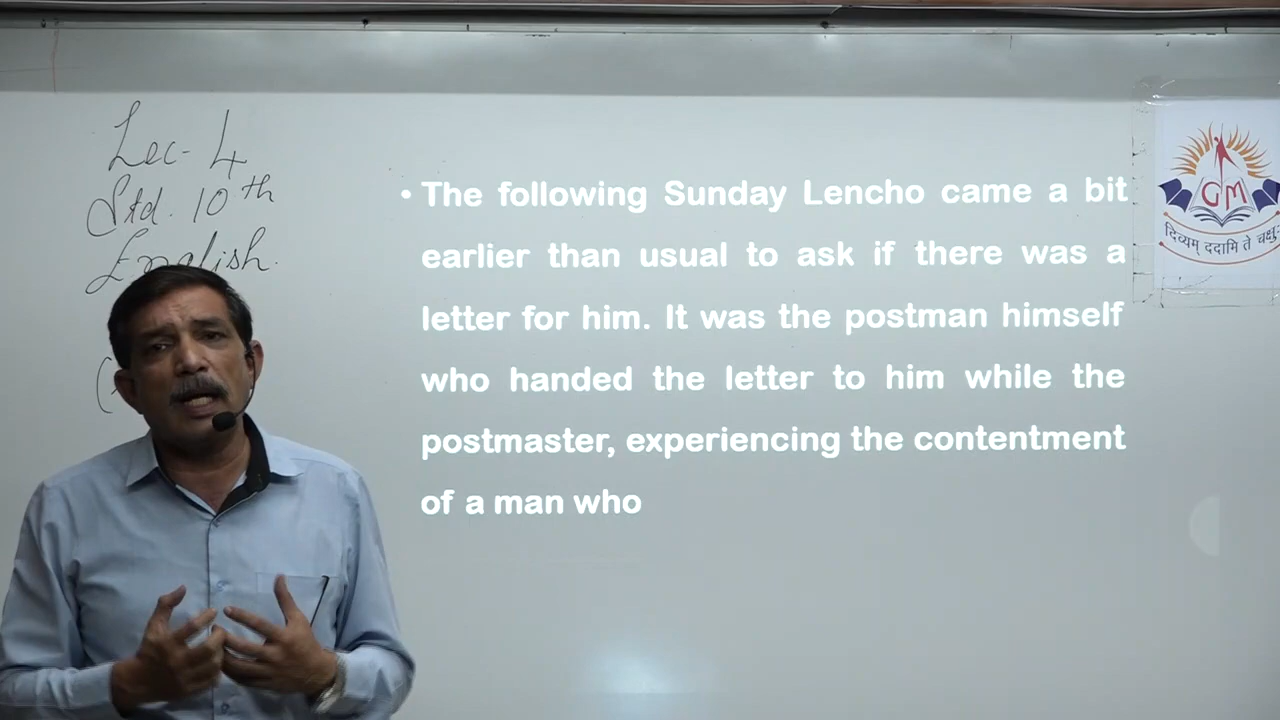 Lec- 4
Std. 10th
English.
(
• The following Sunday Lencho came a bit
earlier than usual to ask if there was a
letter for him. It was the postman himself
who handed the letter to him while the
postmaster, experiencing the contentment
of a man who
GM
दिव्यम् ददामि ते चक्षुः